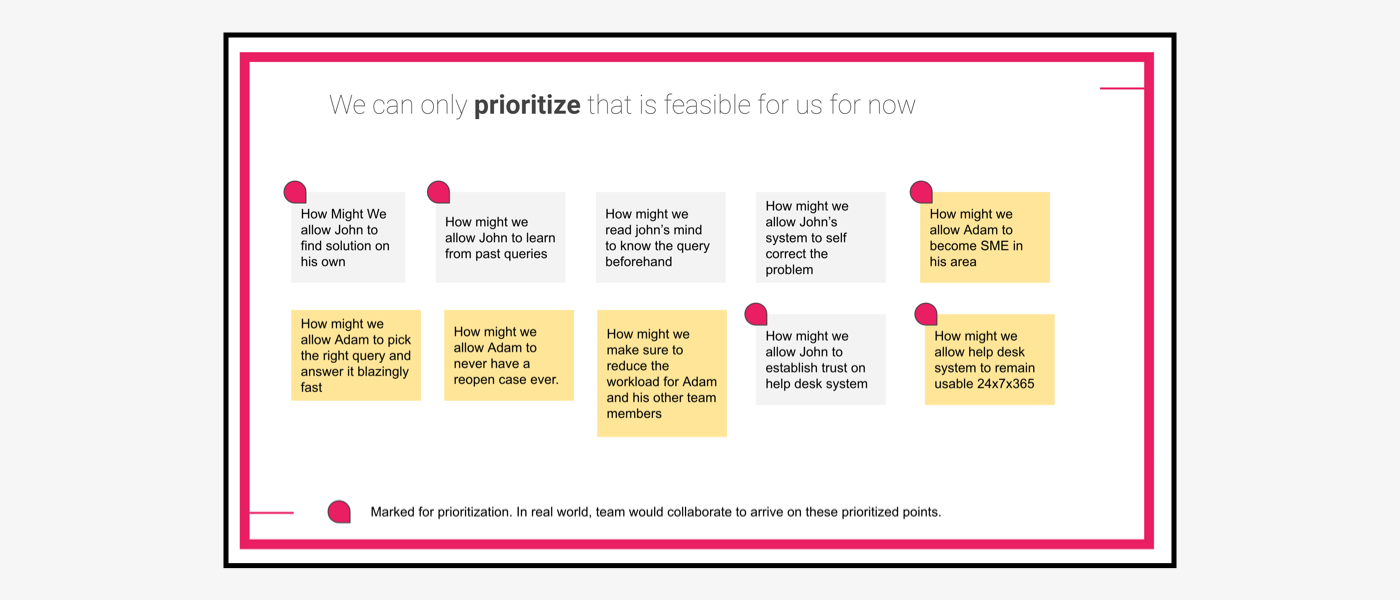 We can only prioritize that is feasible for us for now
How Might We
allow John to
find solution on
his own
How might we
allow John to learn
from past queries
How might we
read john’s mind
to know the query
beforehand
How might we
allow John’s
system to self
correct the
problem
How might we
allow Adam to
become SME in
his area
How might we
allow Adam to pick
the right query and
answer it blazingly
fast
How might we
allow Adam to
never have a
reopen case ever.
How might we
make sure to
reduce the
workload for Adam
and his other team
members
How might we
allow John to
establish trust on
help desk system
How might we
allow help desk
system to remain
usable 24x7x365
Marked for prioritization. In real world, team would collaborate to arrive on these prioritized points.